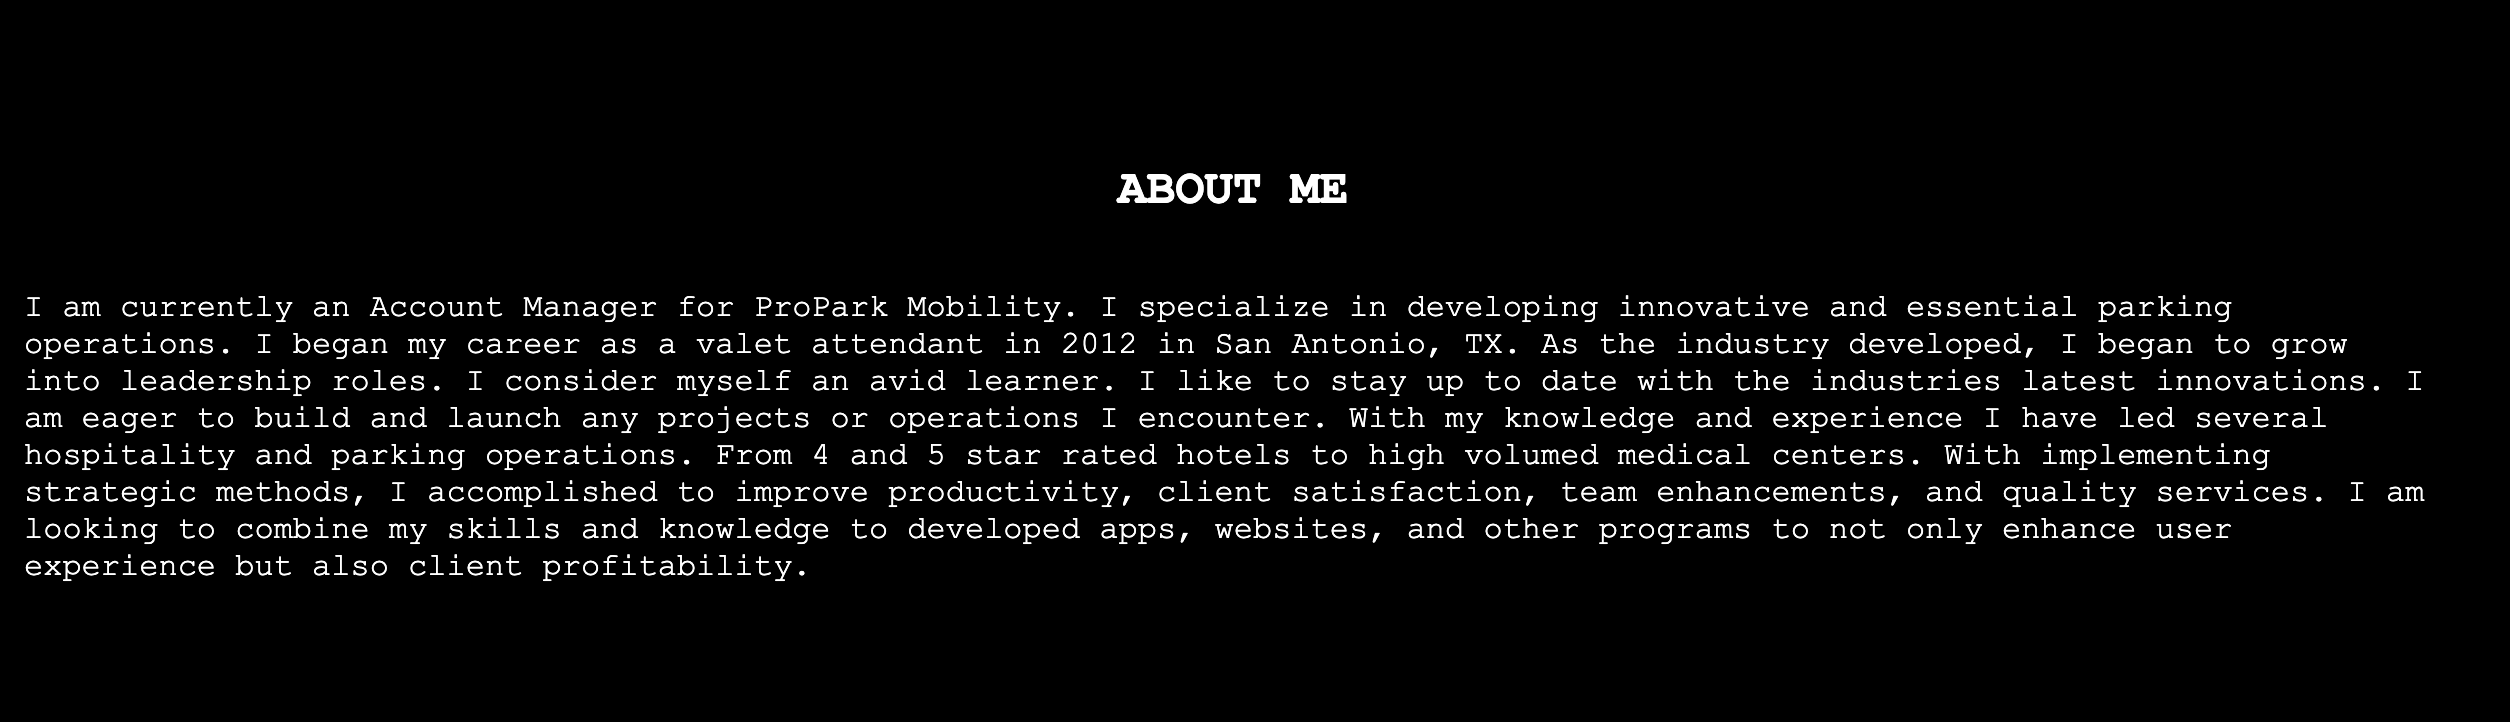 ABOUT ME
I am currently an Account Manager for ProPark Mobility. I specialize in developing innovative and essential parking
operations. I began my career as a valet attendant in 2012 in San Antonio, TX. As the industry developed, I began to grow
into leadership roles. I consider myself an avid learner. I like to stay up to date with the industries latest innovations. I
am eager to build and launch any projects or operations I encounter. With my knowledge and experience I have led several
hospitality and parking operations. From 4 and 5 star rated hotels to high volumed medical centers. With implementing
strategic methods, I accomplished to improve productivity, client satisfaction, team enhancements, and quality services. I am
looking to combine my skills and knowledge to developed apps, websites, and other programs to not only enhance user
experience but also client profitability.